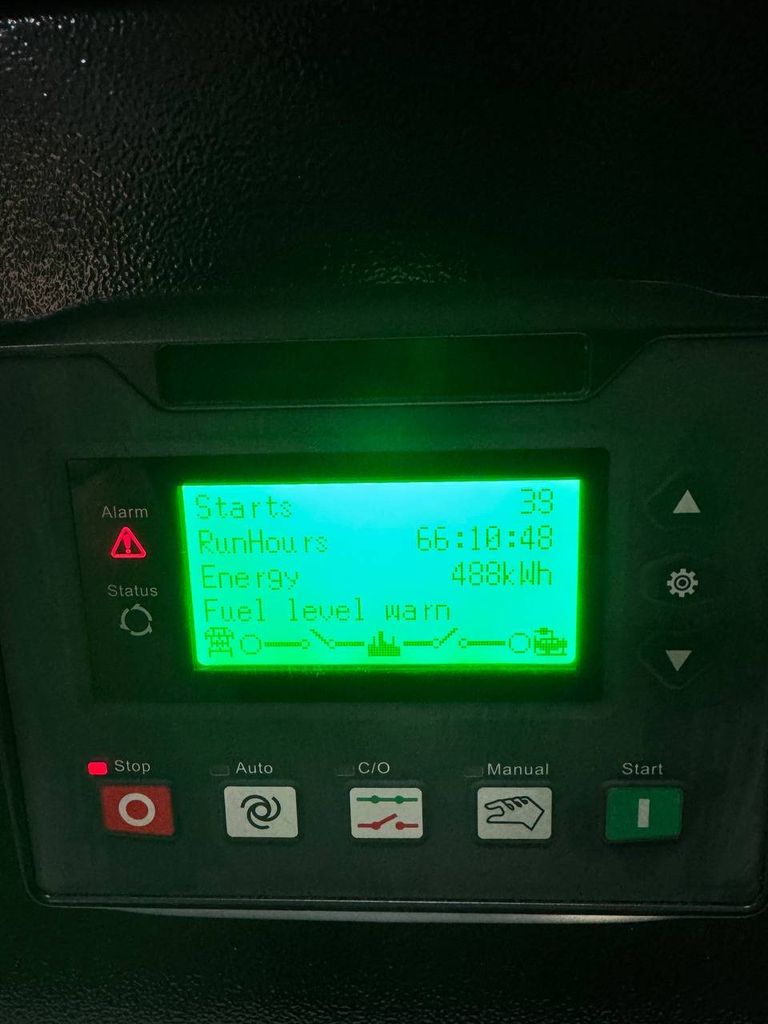 Alarm
Status
Starts 39
RunHours 66:10:48
Energy 488kWh
Fuel level warn
Stop
Auto
C/O
Manual
Start